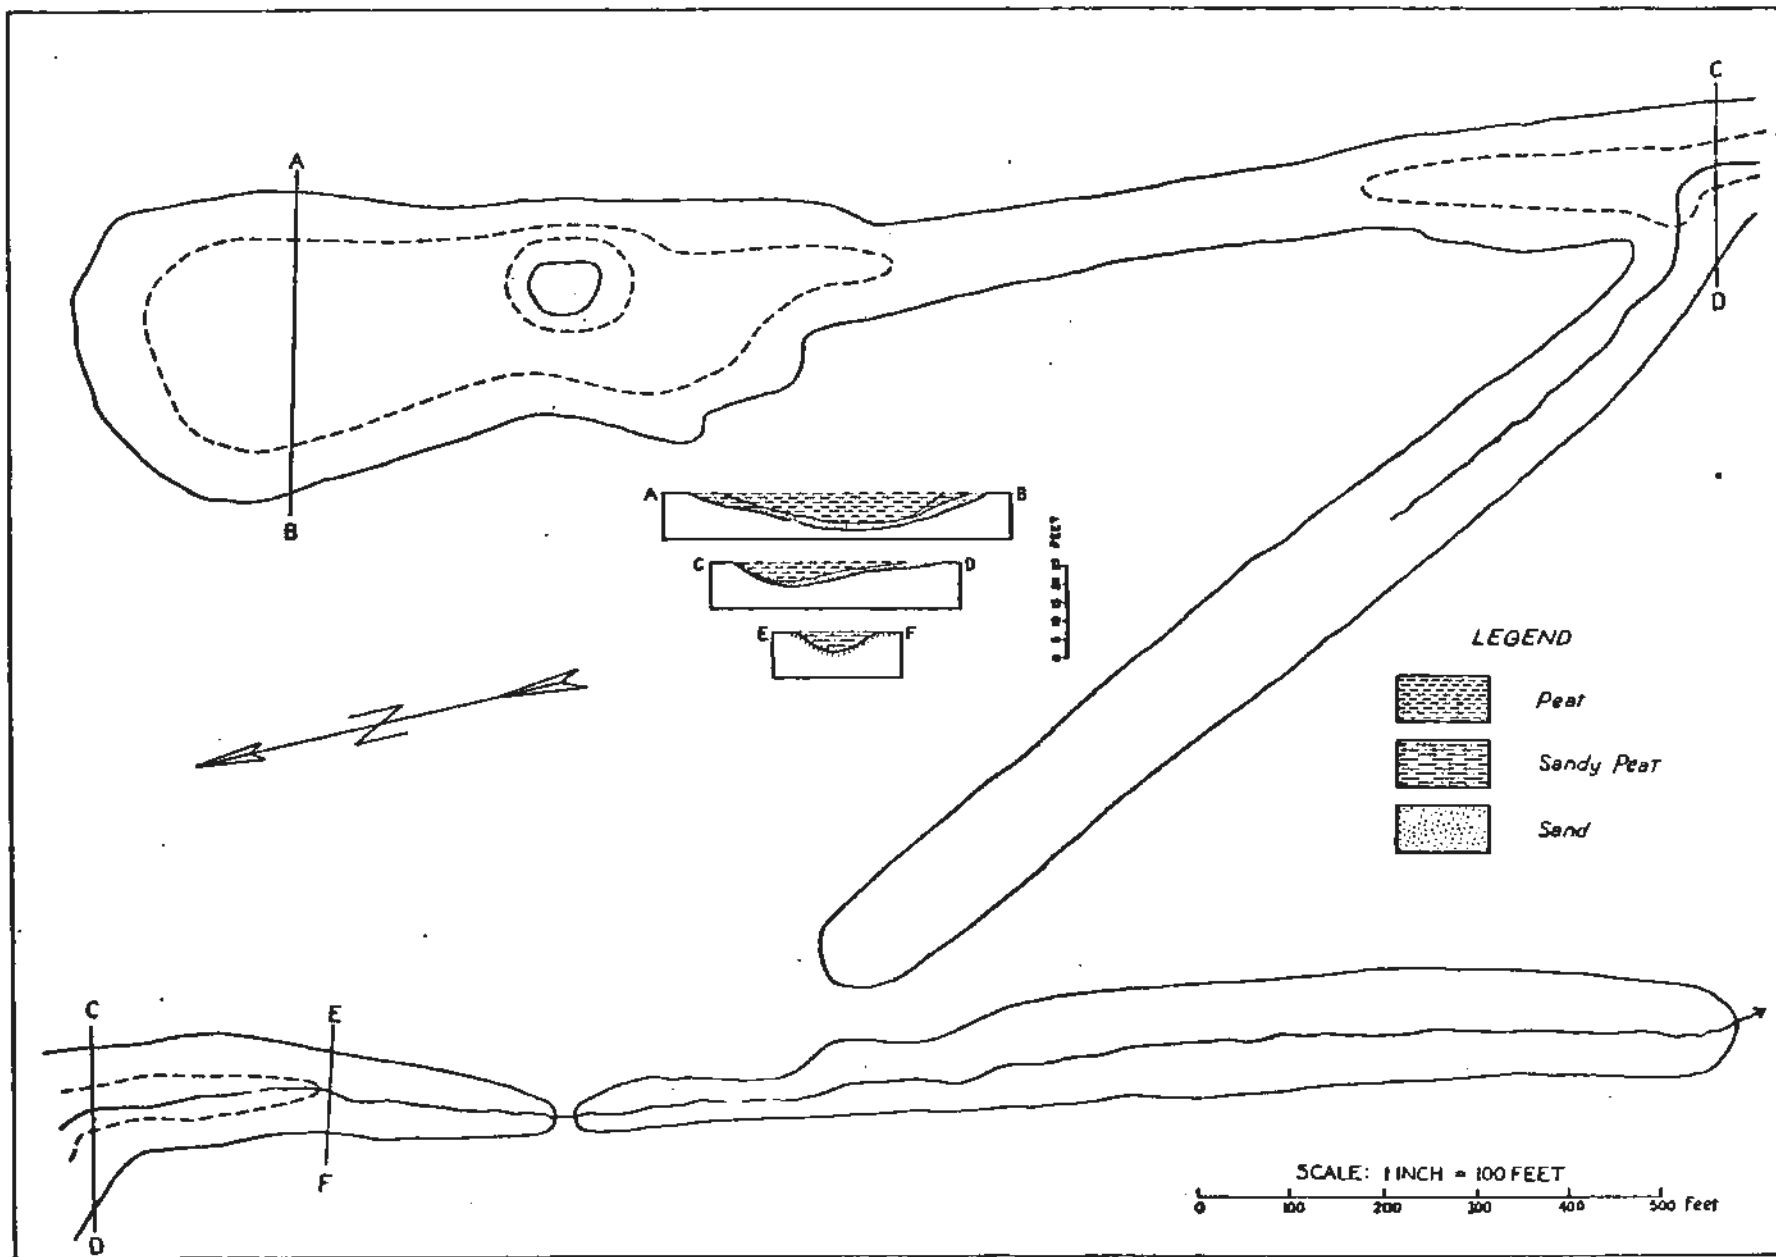 C
A
D
B
A B
FEET
C D
E F
LEGEND
Peat
Sandy Peat
Sand
N
C
E
F
D
SCALE: 1 INCH = 100 FEET
0 100 200 300 400 500 Feet